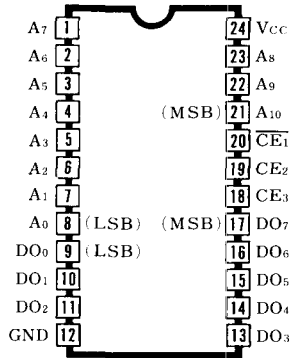 A7 1 24 VCC
A6 2 23 A8
A5 3 22 A9
A4 4 (MSB) 21 A10
A3 5 20 CE1
A2 6 19 CE2
A1 7 18 CE3
A0 8 (LSB) (MSB) 17 DO7
DO0 9 (LSB) 16 DO6
DO1 10 15 DO5
DO2 11 14 DO4
GND 12 13 DO3